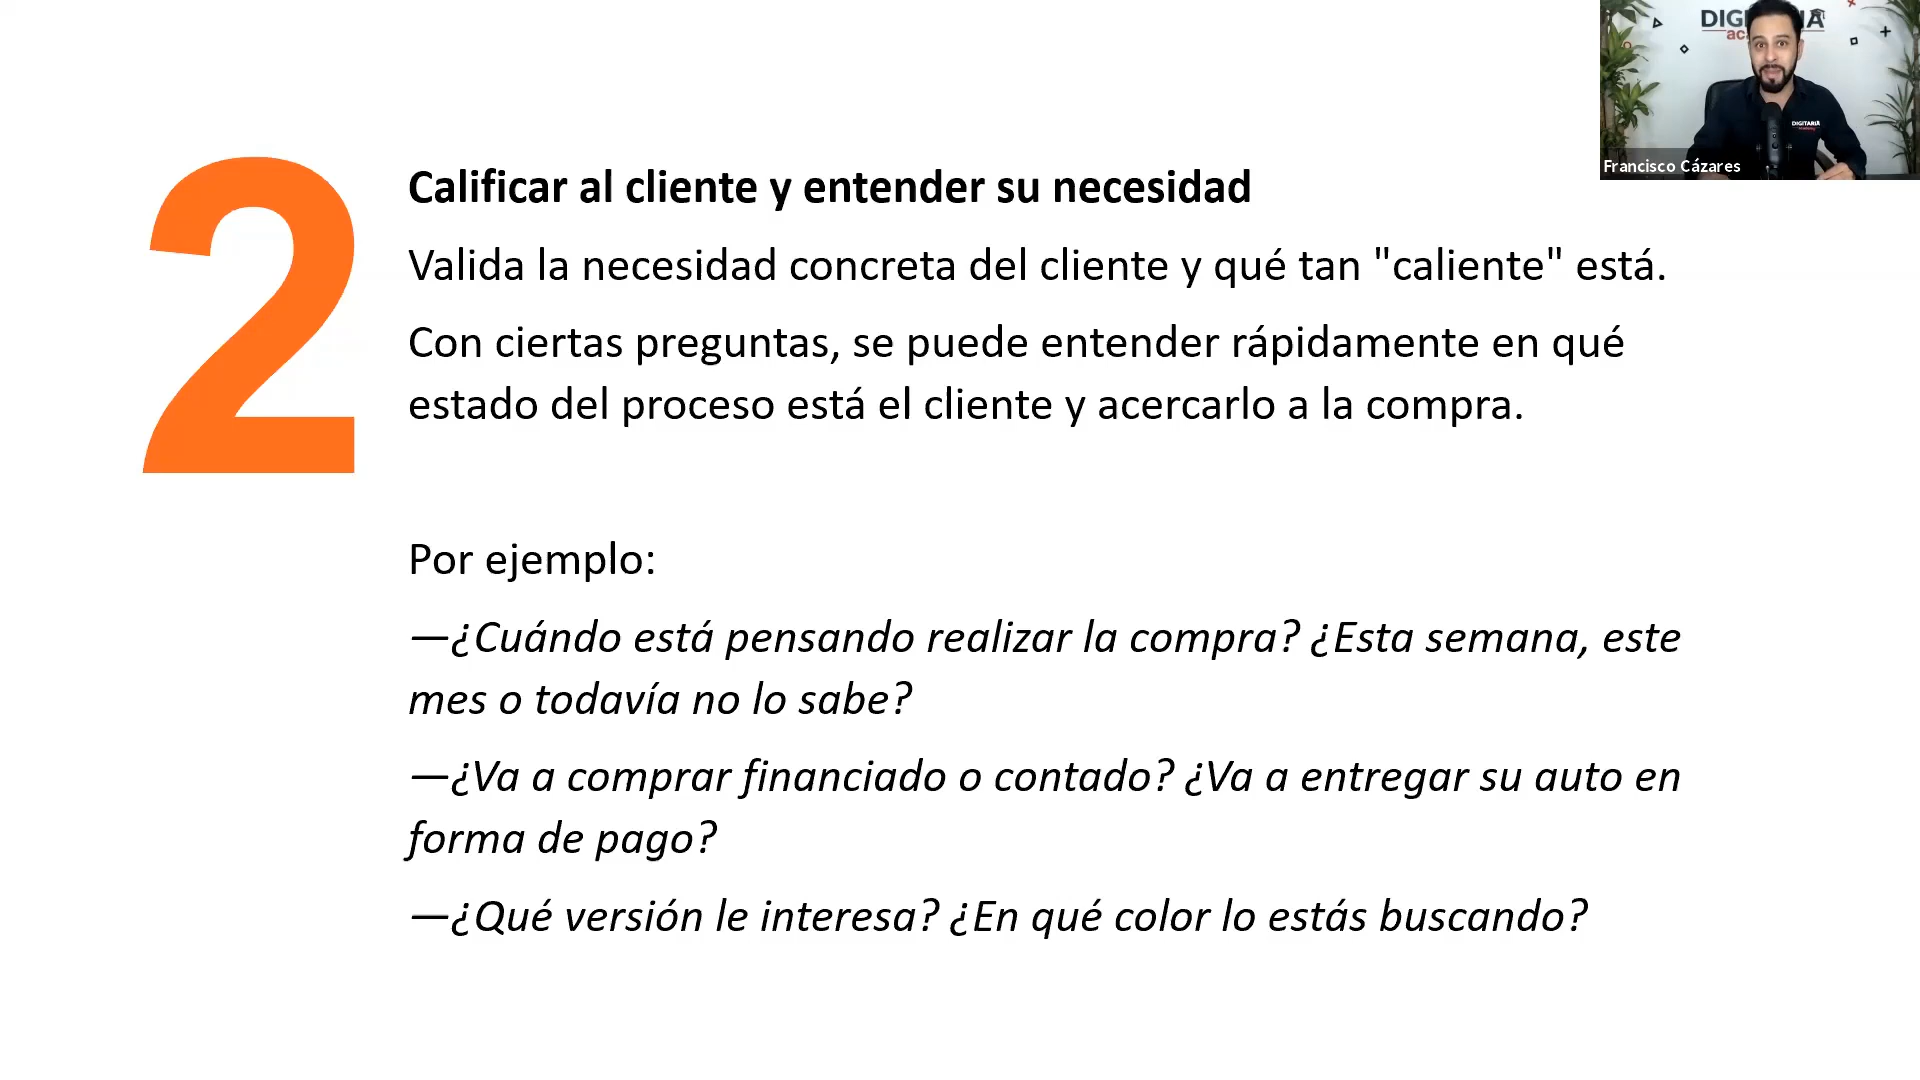 2
Calificar al cliente y entender su necesidad
Valida la necesidad concreta del cliente y qué tan "caliente" está.
Con ciertas preguntas, se puede entender rápidamente en qué
estado del proceso está el cliente y acercarlo a la compra.
Por ejemplo:
—¿Cuándo está pensando realizar la compra? ¿Esta semana, este
mes o todavía no lo sabe?
—¿Va a comprar financiado o contado? ¿Va a entregar su auto en
forma de pago?
—¿Qué versión le interesa? ¿En qué color lo estás buscando?
DIGITARIA
Francisco Cázares